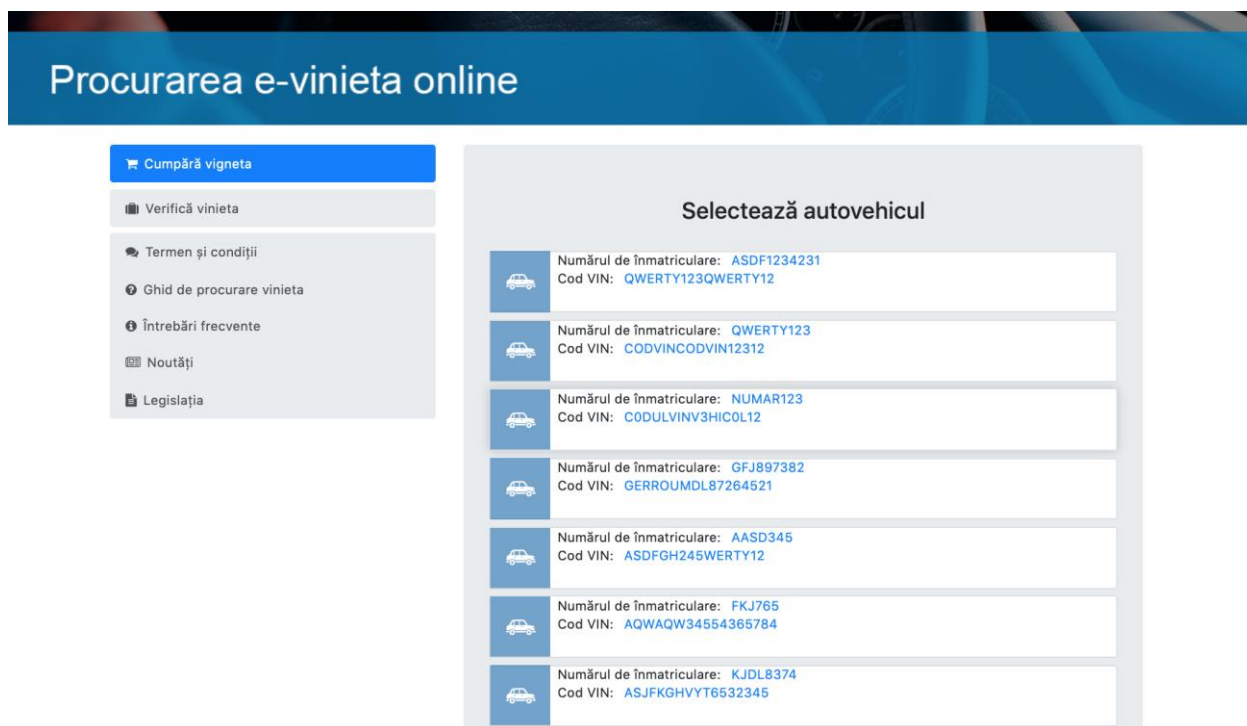 Procurarea e-vinieta online
Cumpără vigneta
Verifică vinieta
Termen și condiții
Ghid de procurare vinieta
Întrebări frecvente
Noutăți
Legislația
Selectează autovehicul
Numărul de înmatriculare: ASDF1234231
Cod VIN: QWERTY123QWERTY12
Numărul de înmatriculare: QWERTY123
Cod VIN: CODVINCODVIN12312
Numărul de înmatriculare: NUMAR123
Cod VIN: C0DULVINV3HIC0L12
Numărul de înmatriculare: GFJ897382
Cod VIN: GERROUMDL87264521
Numărul de înmatriculare: AASD345
Cod VIN: ASDFGH245WERTY12
Numărul de înmatriculare: FKJ765
Cod VIN: AQWAQW34554365784
Numărul de înmatriculare: KJDL8374
Cod VIN: ASJFKGHVYT6532345